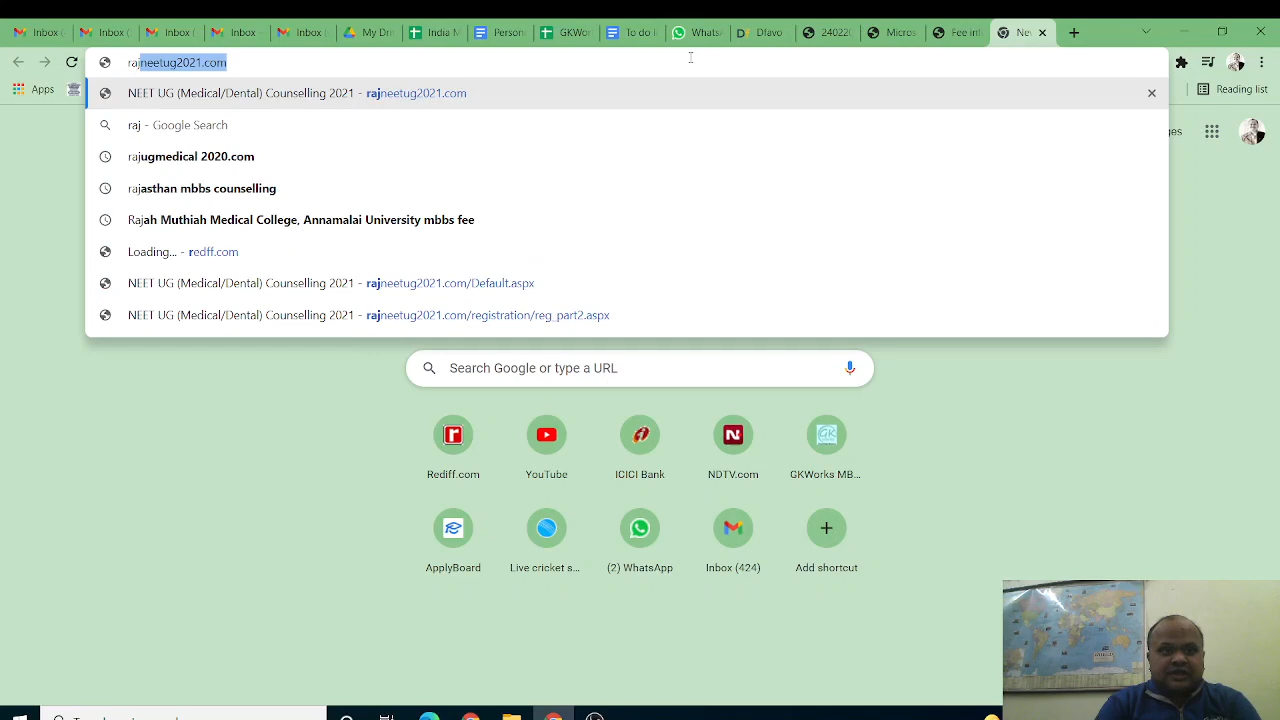 Inbox ( Inbox ( Inbox ( Inbox - Inbox ( My Dri India M Person GKWor To do li Whats Dfavo 24022 Micros Fee inf Nev
rajneetug2021.com
Apps Reading list
NEET UG (Medical/Dental) Counselling 2021 - rajneetug2021.com
raj - Google Search
rajugmedical 2020.com
rajasthan mbbs counselling
Rajah Muthiah Medical College, Annamalai University mbbs fee
Loading... - redff.com
NEET UG (Medical/Dental) Counselling 2021 - rajneetug2021.com/Default.aspx
NEET UG (Medical/Dental) Counselling 2021 - rajneetug2021.com/registration/reg_part2.aspx
Search Google or type a URL
Rediff.com YouTube ICICI Bank NDTV.com GKWorks MB...
ApplyBoard Live cricket s... (2) WhatsApp Inbox (424) Add shortcut